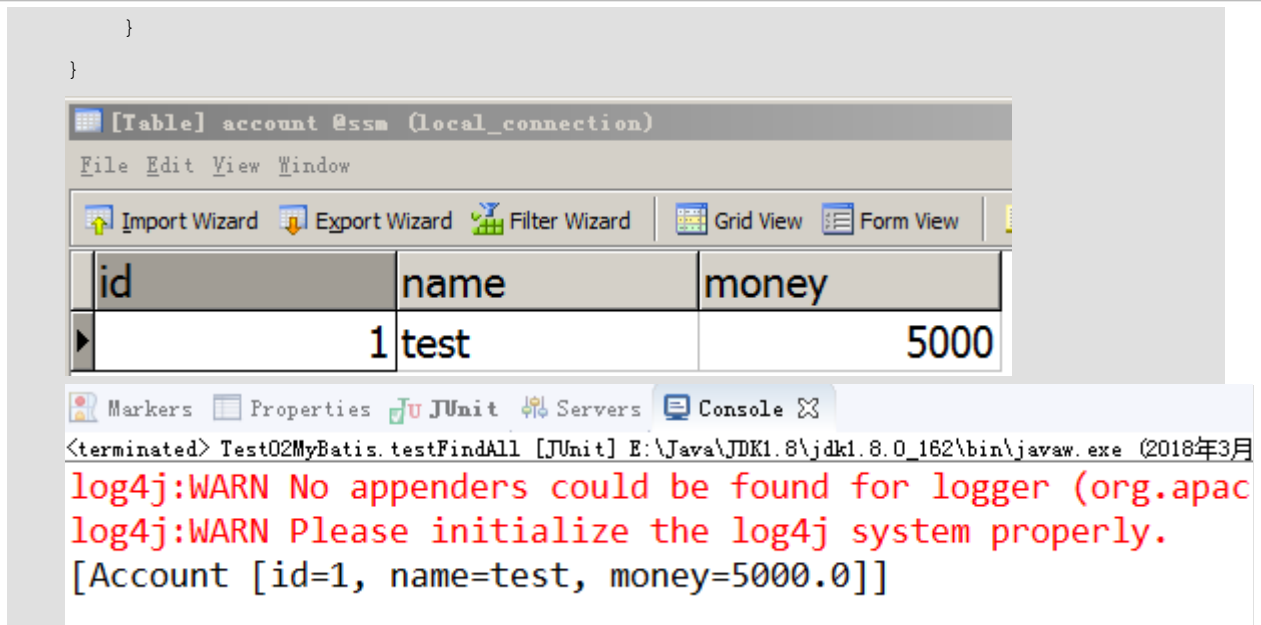 }
}
[Table] account @ssm (local_connection)
File Edit View Window
Import Wizard Export Wizard Filter Wizard Grid View Form View
id name money
1 test 5000
Markers Properties JUnit Servers Console
<terminated> Test02MyBatis.testFindAll [JUnit] E:\Java\JDK1.8\jdk1.8.0_162\bin\javaw.exe (2018年3月
log4j:WARN No appenders could be found for logger (org.apac
log4j:WARN Please initialize the log4j system properly.
[Account [id=1, name=test, money=5000.0]]